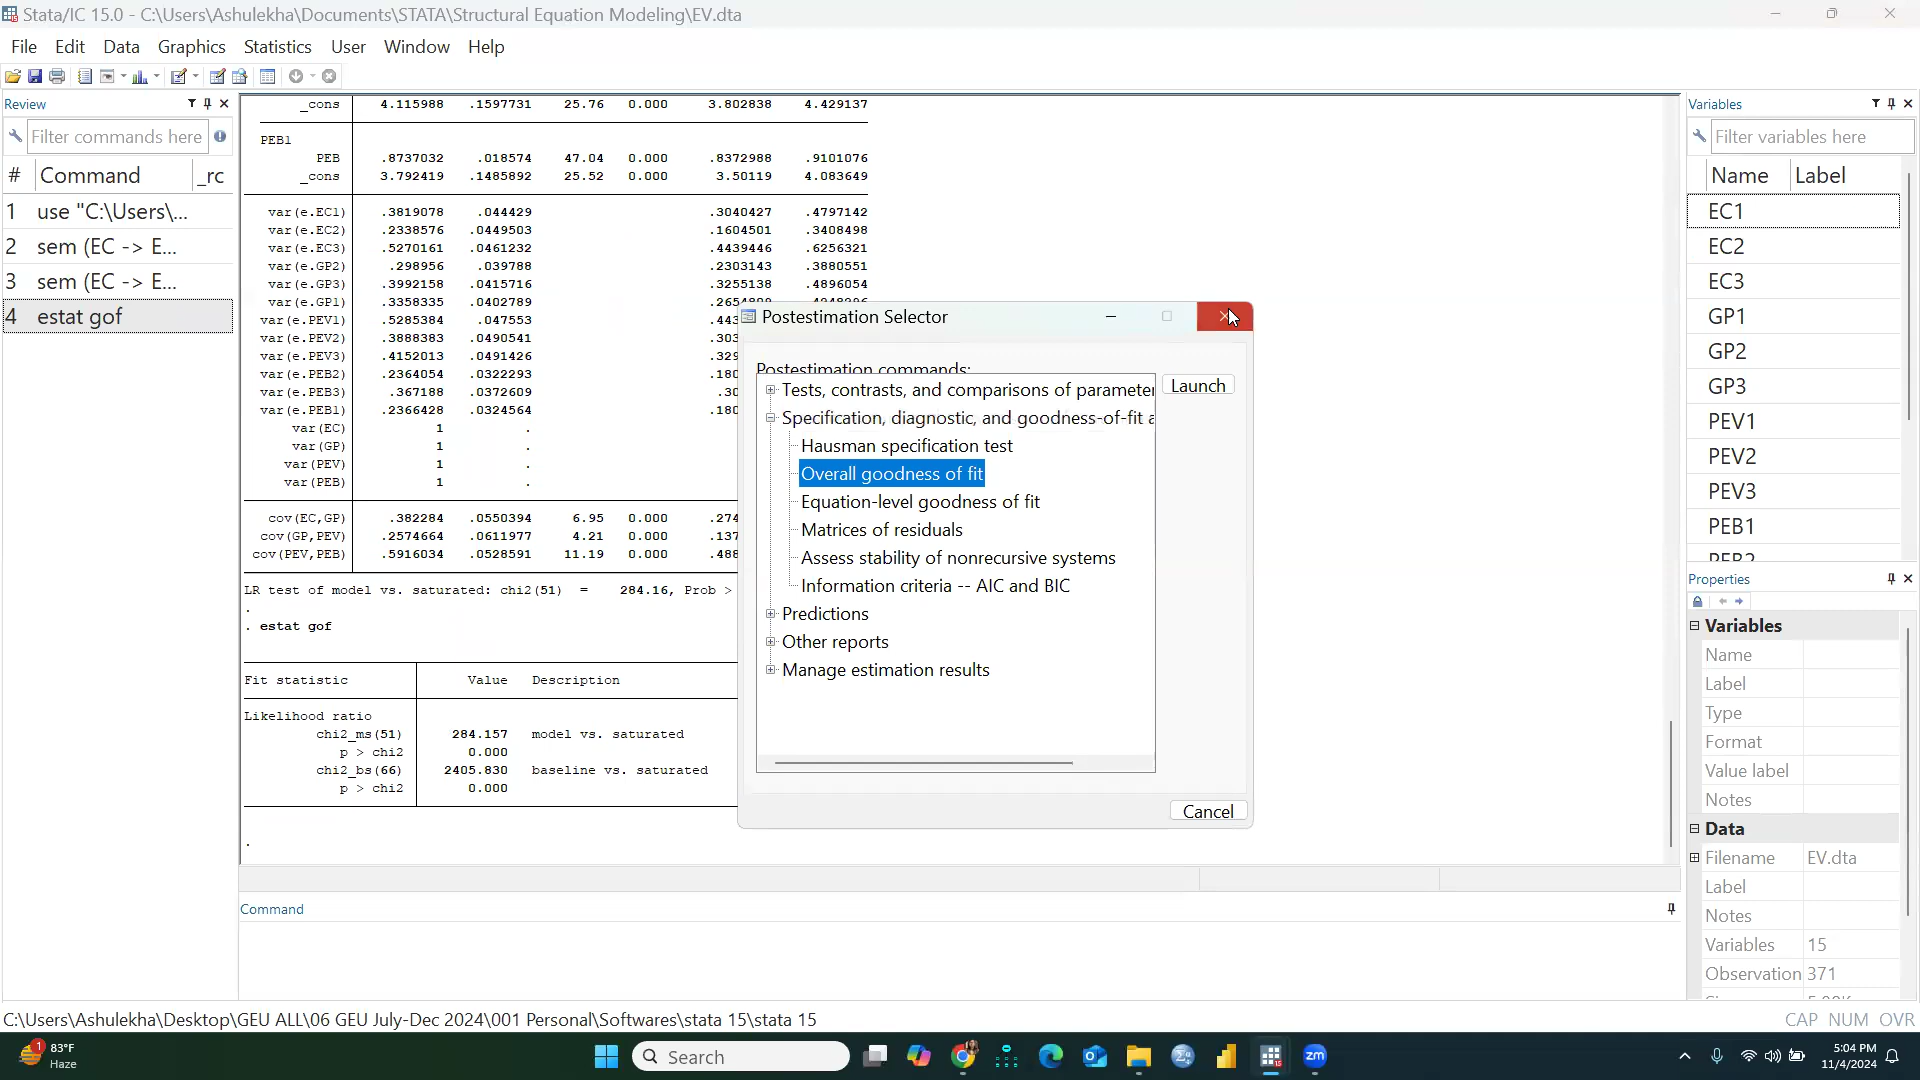 Stata/IC 15.0 - C:\Users\Ashulekha\Documents\STATA\Structural Equation Modeling\EV.dta
File Edit Data Graphics Statistics User Window Help
Review
Filter commands here
# Command _rc
1 use "C:\Users\...
2 sem (EC -> E...
3 sem (EC -> E...
4 estat gof
_cons 4.115988 .1597731 25.76 0.000 3.802838 4.429137
PEB1
PEB .8737032 .018574 47.04 0.000 .8372988 .9101076
_cons 3.792419 .1485892 25.52 0.000 3.50119 4.083649
var(e.EC1) .3819078 .044429 .3040427 .4797142
var(e.EC2) .2338576 .0449503 .1604501 .3408498
var(e.EC3) .5270161 .0461232 .4439446 .6256321
var(e.GP2) .298956 .039788 .2303143 .3880551
var(e.GP3) .3992158 .0415716 .3255138 .4896054
var(e.GP1) .3358335 .0402789
var(e.PEV1) .5285384 .047553 .443
var(e.PEV2) .3888383 .0490541 .303
var(e.PEV3) .4152013 .0491426 .329
var(e.PEB2) .2364054 .0322293 .180
var(e.PEB3) .367188 .0372609 .30
var(e.PEB1) .2366428 .0324564 .180
var(EC) 1 .
var(GP) 1 .
var(PEV) 1 .
var(PEB) 1 .
cov(EC,GP) .382284 .0550394 6.95 0.000 .274
cov(GP,PEV) .2574664 .0611977 4.21 0.000 .137
cov(PEV,PEB) .5916034 .0528591 11.19 0.000 .488
LR test of model vs. saturated: chi2(51) = 284.16, Prob >
.
. estat gof
Fit statistic Value Description
Likelihood ratio
chi2_ms(51) 284.157 model vs. saturated
p > chi2 0.000
chi2_bs(66) 2405.830 baseline vs. saturated
p > chi2 0.000
.
Command
Postestimation Selector
Postestimation commands:
Tests, contrasts, and comparisons of parameter
Specification, diagnostic, and goodness-of-fit a
Hausman specification test
Overall goodness of fit
Equation-level goodness of fit
Matrices of residuals
Assess stability of nonrecursive systems
Information criteria -- AIC and BIC
Predictions
Other reports
Manage estimation results
Launch
Cancel
Variables
Filter variables here
Name Label
EC1
EC2
EC3
GP1
GP2
GP3
PEV1
PEV2
PEV3
PEB1
PEB2
Properties
Variables
Name
Label
Type
Format
Value label
Notes
Data
Filename EV.dta
Label
Notes
Variables 15
Observation 371
C:\Users\Ashulekha\Desktop\GEU ALL\06 GEU July-Dec 2024\001 Personal\Softwares\stata 15\stata 15
CAP NUM OVR
1
83°F
Haze
Search
zm
5:04 PM
11/4/2024